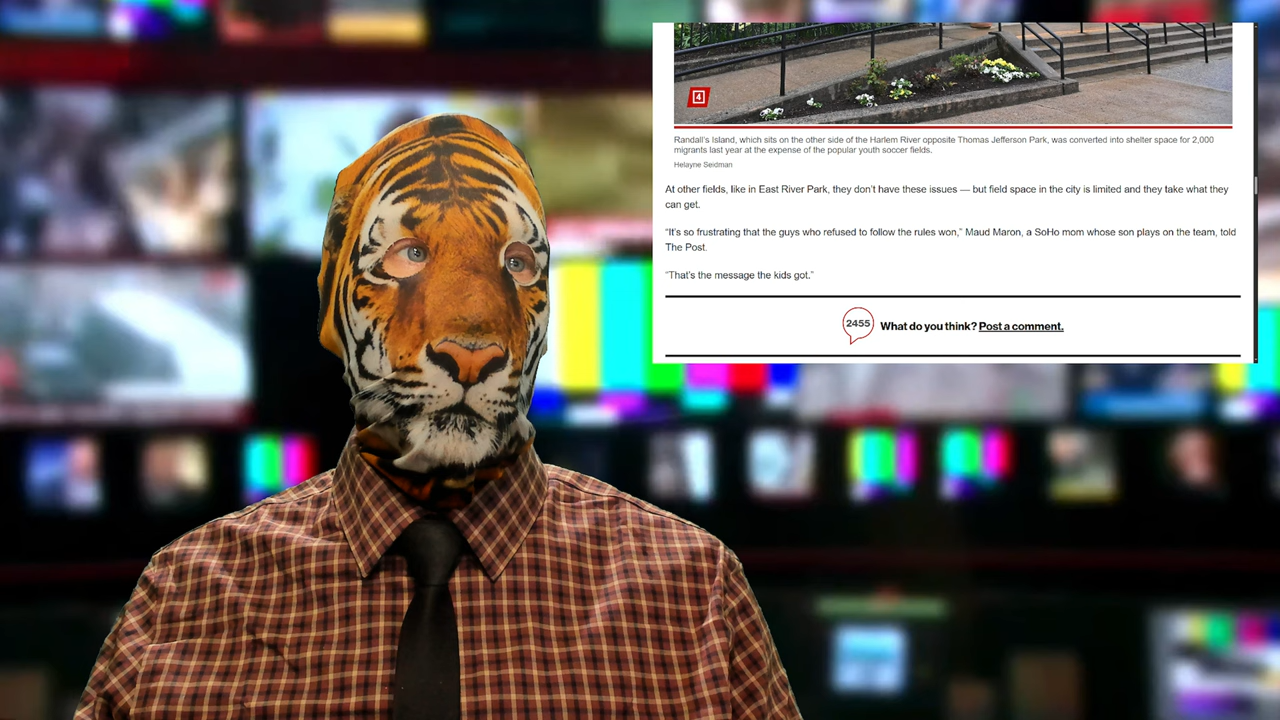 4
Randall's Island, which sits on the other side of the Harlem River opposite Thomas Jefferson Park, was converted into shelter space for 2,000
migrants last year at the expense of the popular youth soccer fields.
Helayne Seidman
At other fields, like in East River Park, they don't have these issues — but field space in the city is limited and they take what they
can get.
“It's so frustrating that the guys who refused to follow the rules won,” Maud Maron, a SoHo mom whose son plays on the team, told
The Post.
“That's the message the kids got.”
2455 What do you think? Post a comment.